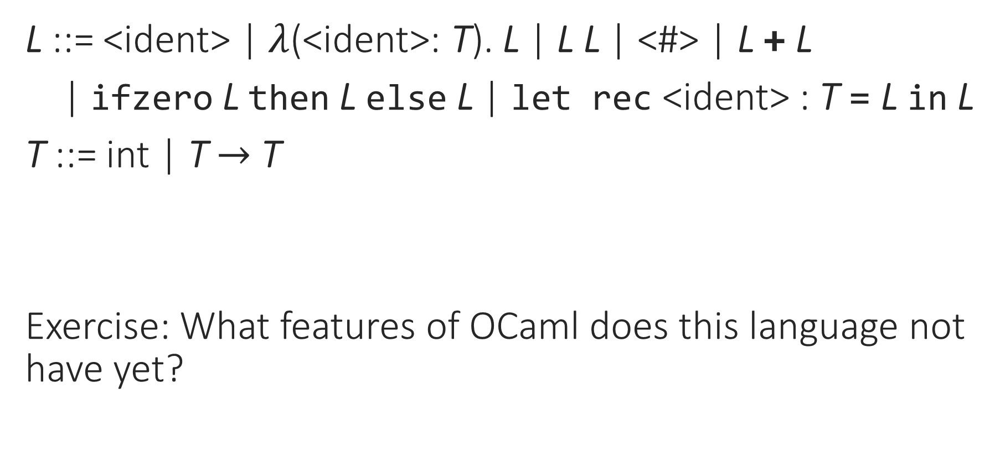 L ::= <ident> | λ(<ident>: T). L | L L | <#> | L + L
| ifzero L then L else L | let rec <ident> : T = L in L
T ::= int | T → T
Exercise: What features of OCaml does this language not
have yet?